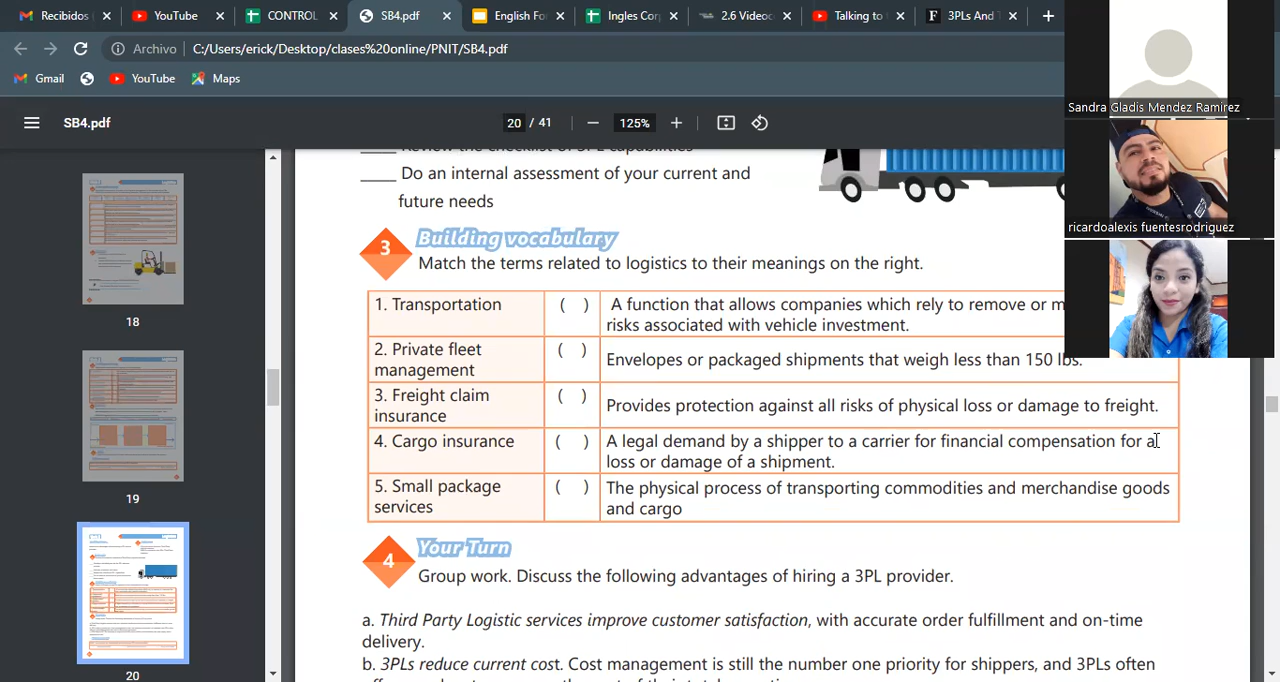 Recibidos
YouTube
CONTROL
SB4.pdf
English Fo
Ingles Cor
2.6 Videoc
Talking to
3PLs And T
Archivo
C:/Users/erick/Desktop/clases%20online/PNIT/SB4.pdf
Gmail
YouTube
Maps
SB4.pdf
20 / 41
125%
Sandra Gladis Mendez Ramirez
ricardoalexis fuentesrodriguez
18
19
20
Do an internal assessment of your current and
future needs
3 Building vocabulary
Match the terms related to logistics to their meanings on the right.
1. Transportation ( ) A function that allows companies which rely to remove or m
risks associated with vehicle investment.
2. Private fleet
management ( ) Envelopes or packaged shipments that weigh less than 150 lbs.
3. Freight claim
insurance ( ) Provides protection against all risks of physical loss or damage to freight.
4. Cargo insurance ( ) A legal demand by a shipper to a carrier for financial compensation for a
loss or damage of a shipment.
5. Small package
services ( ) The physical process of transporting commodities and merchandise goods
and cargo
4 Your Turn
Group work: Discuss the following advantages of hiring a 3PL provider.
a. Third Party Logistic services improve customer satisfaction, with accurate order fulfillment and on-time
delivery.
b. 3PLs reduce current cost. Cost management is still the number one priority for shippers, and 3PLs often